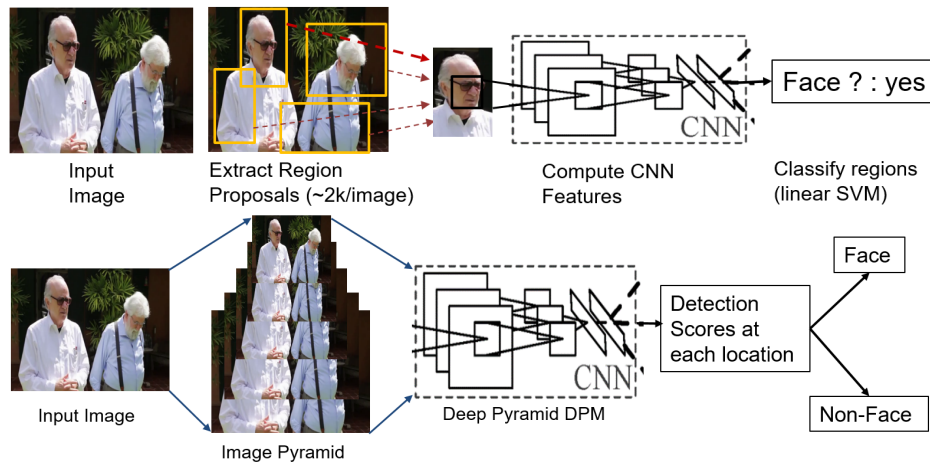 Input
Image
Extract Region
Proposals (~2k/image)
CNN
Compute CNN
Features
Face ? : yes
Classify regions
(linear SVM)
Input Image
Image Pyramid
CNN
Deep Pyramid DPM
Detection
Scores at
each location
Face
Non-Face